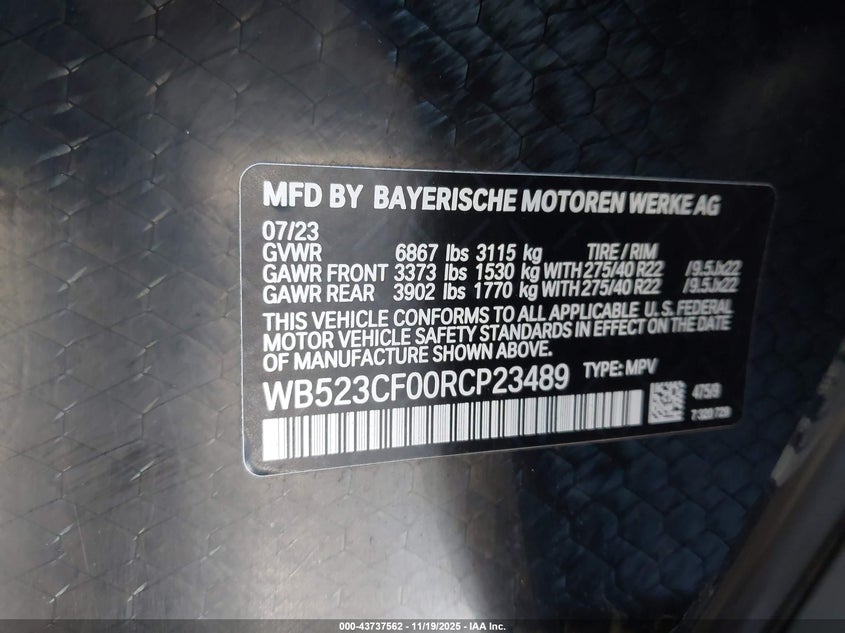 MFD BY BAYERISCHE MOTOREN WERKE AG
07/23
GVWR 6867 lbs 3115 kg TIRE / RIM
GAWR FRONT 3373 lbs 1530 kg WITH 275/40 R22 /9.5Jx22
GAWR REAR 3902 lbs 1770 kg WITH 275/40 R22 /9.5Jx22
THIS VEHICLE CONFORMS TO ALL APPLICABLE U.S. FEDERAL
MOTOR VEHICLE SAFETY STANDARDS IN EFFECT ON THE DATE
OF MANUFACTURE SHOWN ABOVE.
WB523CF00RCP23489 TYPE: MPV
000-43737562 - 11/19/2025 - IAA Inc.